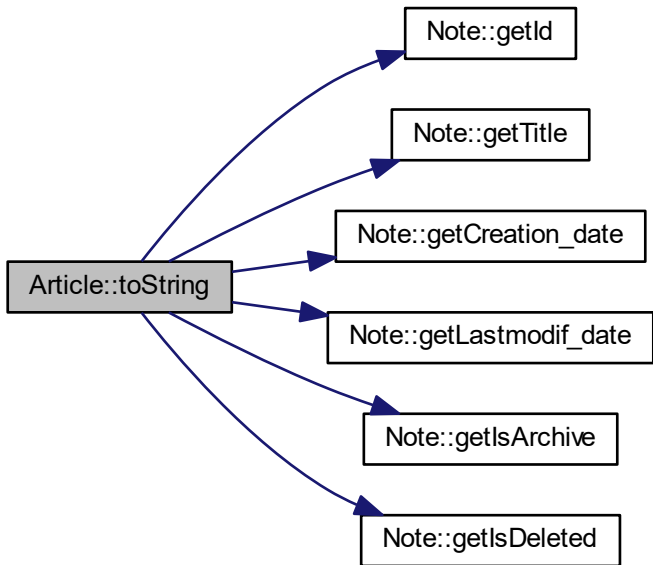 Note::getId
Note::getTitle
Note::getCreation_date
Article::toString
Note::getLastmodif_date
Note::getIsArchive
Note::getIsDeleted